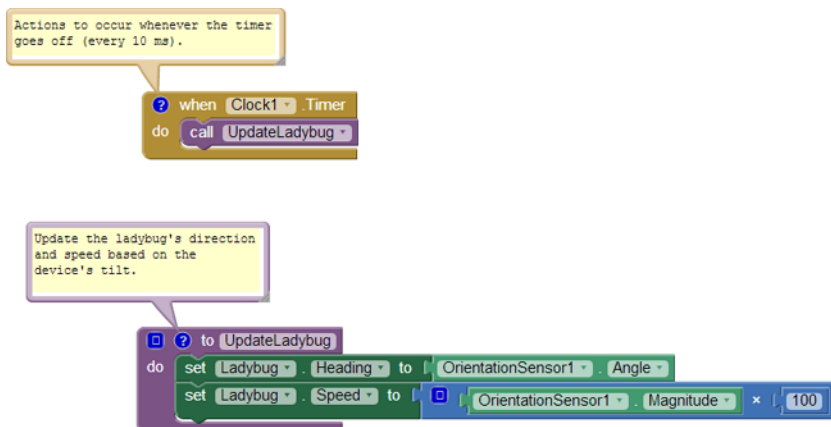 Actions to occur whenever the timer
goes off (every 10 ms).
? when Clock1 .Timer
do call UpdateLadybug
Update the ladybug's direction
and speed based on the
device's tilt.
? to UpdateLadybug
do set Ladybug . Heading to OrientationSensor1 . Angle
set Ladybug . Speed to OrientationSensor1 . Magnitude × 100